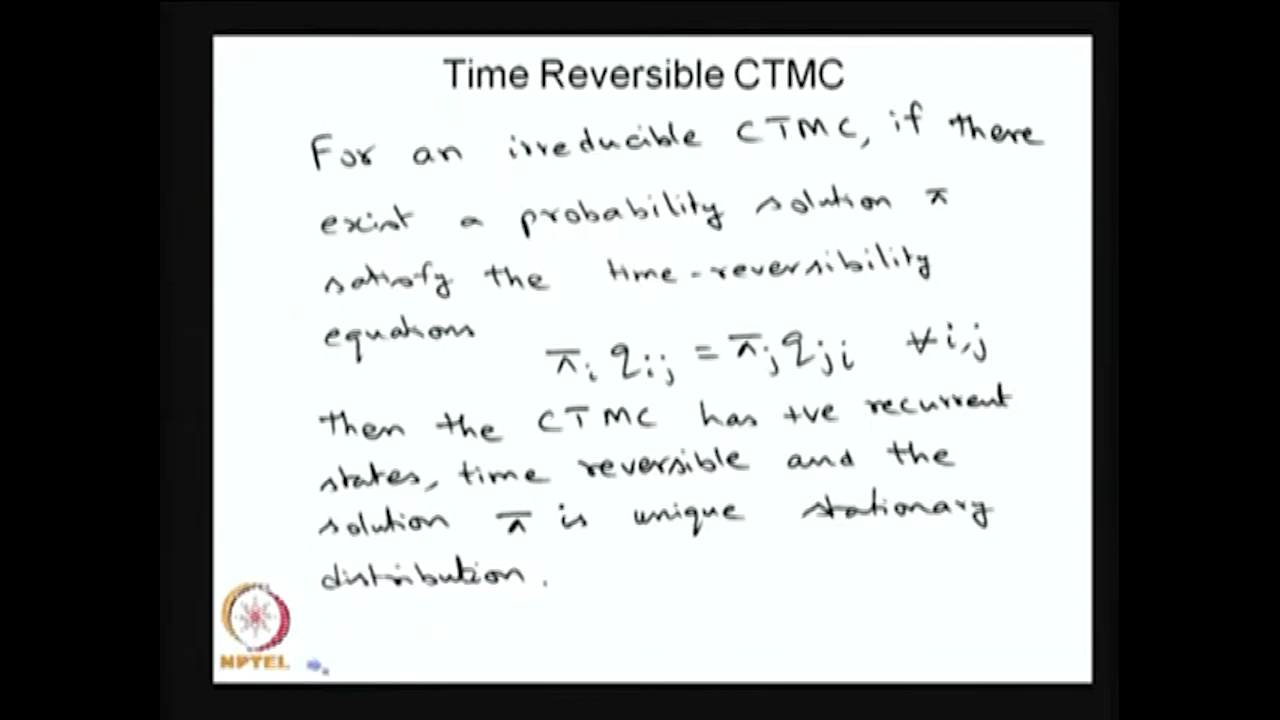 Time Reversible CTMC
For an irreducible CTMC, if there
exist a probability solution π
satisfy the time-reversibility
equations π_i q_ij = π_j q_ji ∀ i,j
then the CTMC has +ve recurrent
states, time reversible and the
solution π is unique stationary
distribution.
NPTEL